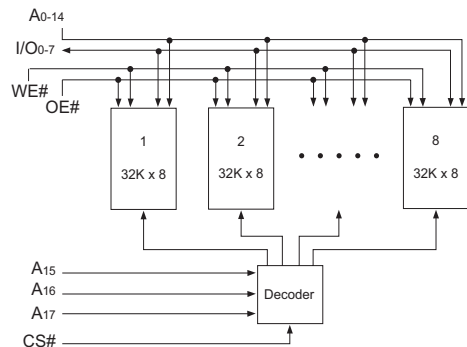 A0-14
I/O0-7
WE#
OE#
1
32K x 8
2
32K x 8
8
32K x 8
A15
A16
A17
CS#
Decoder